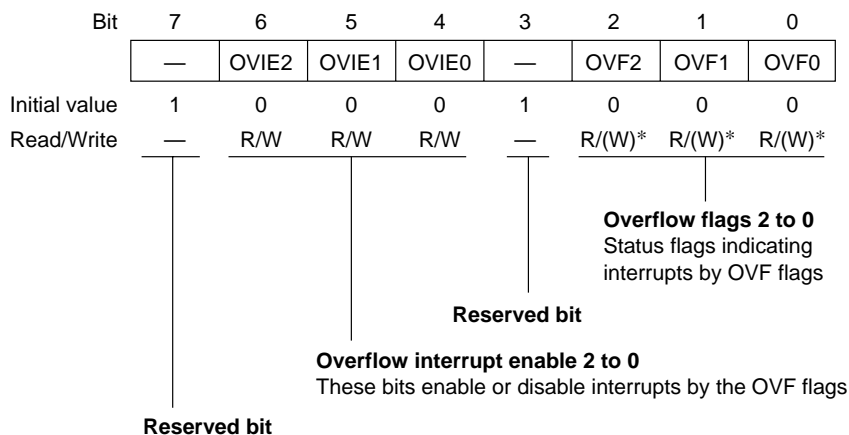 Bit 7 6 5 4 3 2 1 0
— OVIE2 OVIE1 OVIE0 — OVF2 OVF1 OVF0
Initial value 1 0 0 0 1 0 0 0
Read/Write — R/W R/W R/W — R/(W)* R/(W)* R/(W)*
Overflow flags 2 to 0
Status flags indicating
interrupts by OVF flags
Reserved bit
Overflow interrupt enable 2 to 0
These bits enable or disable interrupts by the OVF flags
Reserved bit